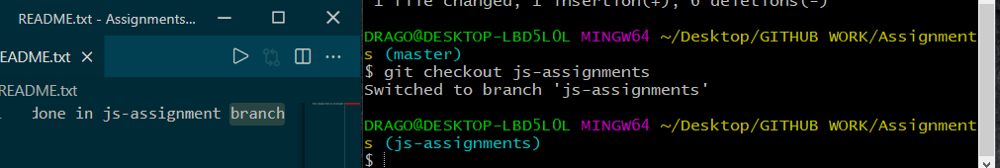 README.txt - Assignments...
README.txt
README.txt
done in js-assignment branch
1 file changed, 1 insertion(+), 0 deletions(-)
DRAGO@DESKTOP-LBD5L0L MINGW64 ~/Desktop/GITHUB WORK/Assignment
s (master)
$ git checkout js-assignments
Switched to branch 'js-assignments'
DRAGO@DESKTOP-LBD5L0L MINGW64 ~/Desktop/GITHUB WORK/Assignment
s (js-assignments)
$